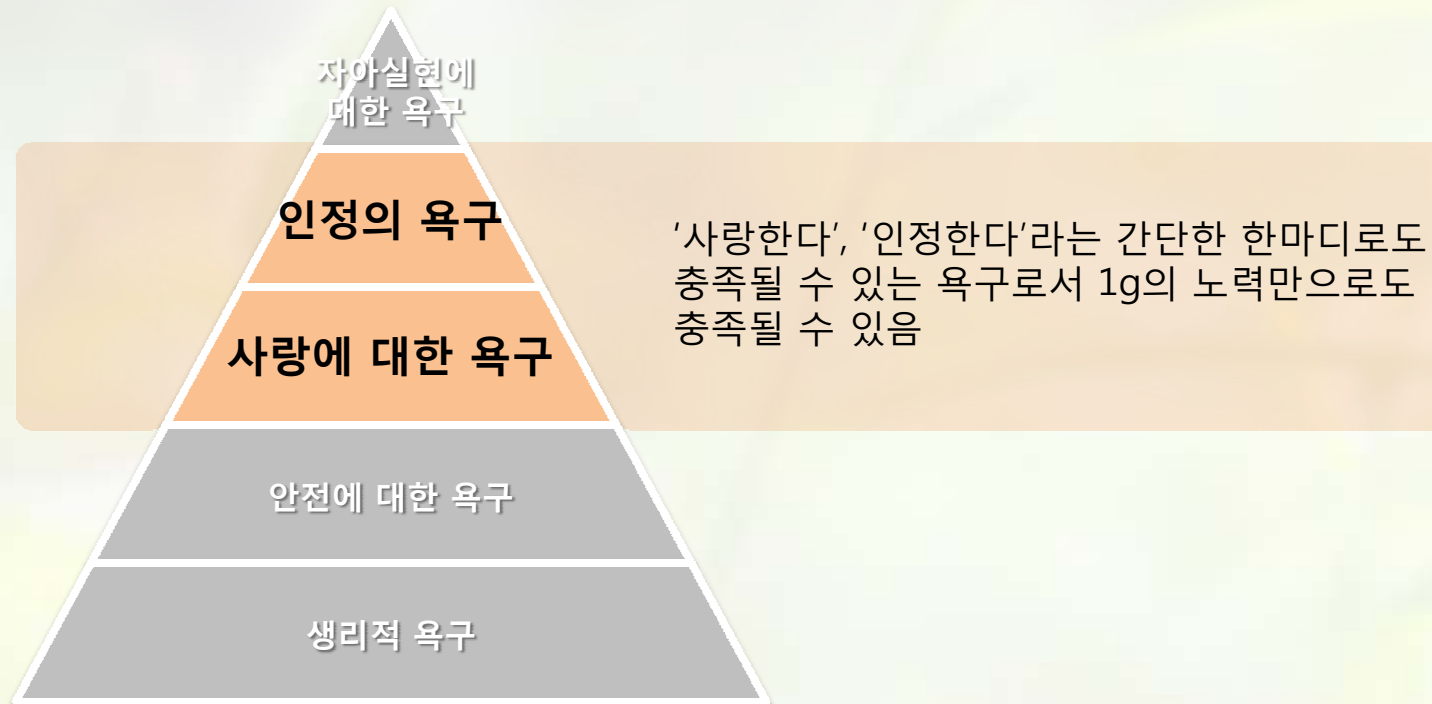 자아실현에
대한 욕구
인정의 욕구
'사랑한다', '인정한다'라는 간단한 한마디로도
충족될 수 있는 욕구로서 1g의 노력만으로도
충족될 수 있음
사랑에 대한 욕구
안전에 대한 욕구
생리적 욕구